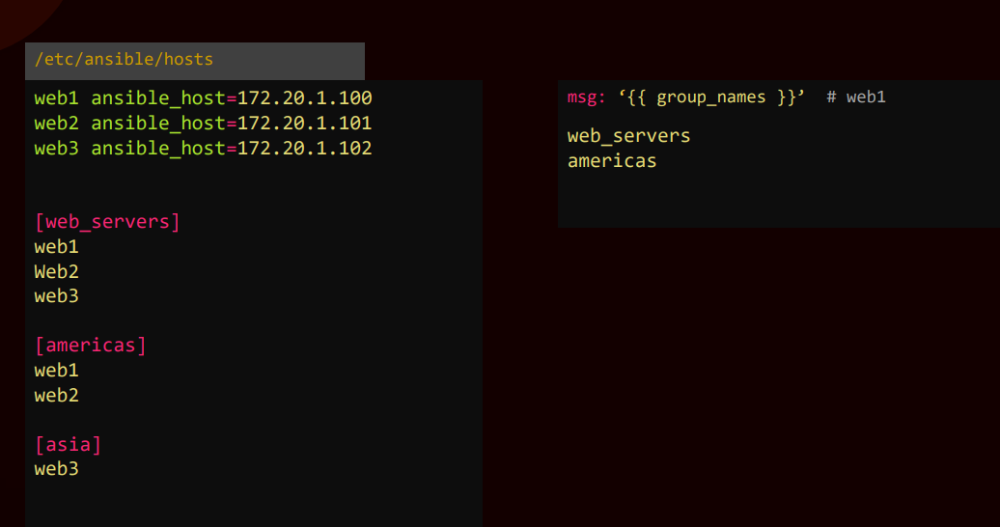 /etc/ansible/hosts
web1 ansible_host=172.20.1.100
web2 ansible_host=172.20.1.101
web3 ansible_host=172.20.1.102
[web_servers]
web1
Web2
web3
[americas]
web1
web2
[asia]
web3
msg: ‘{{ group_names }}’ # web1
web_servers
americas